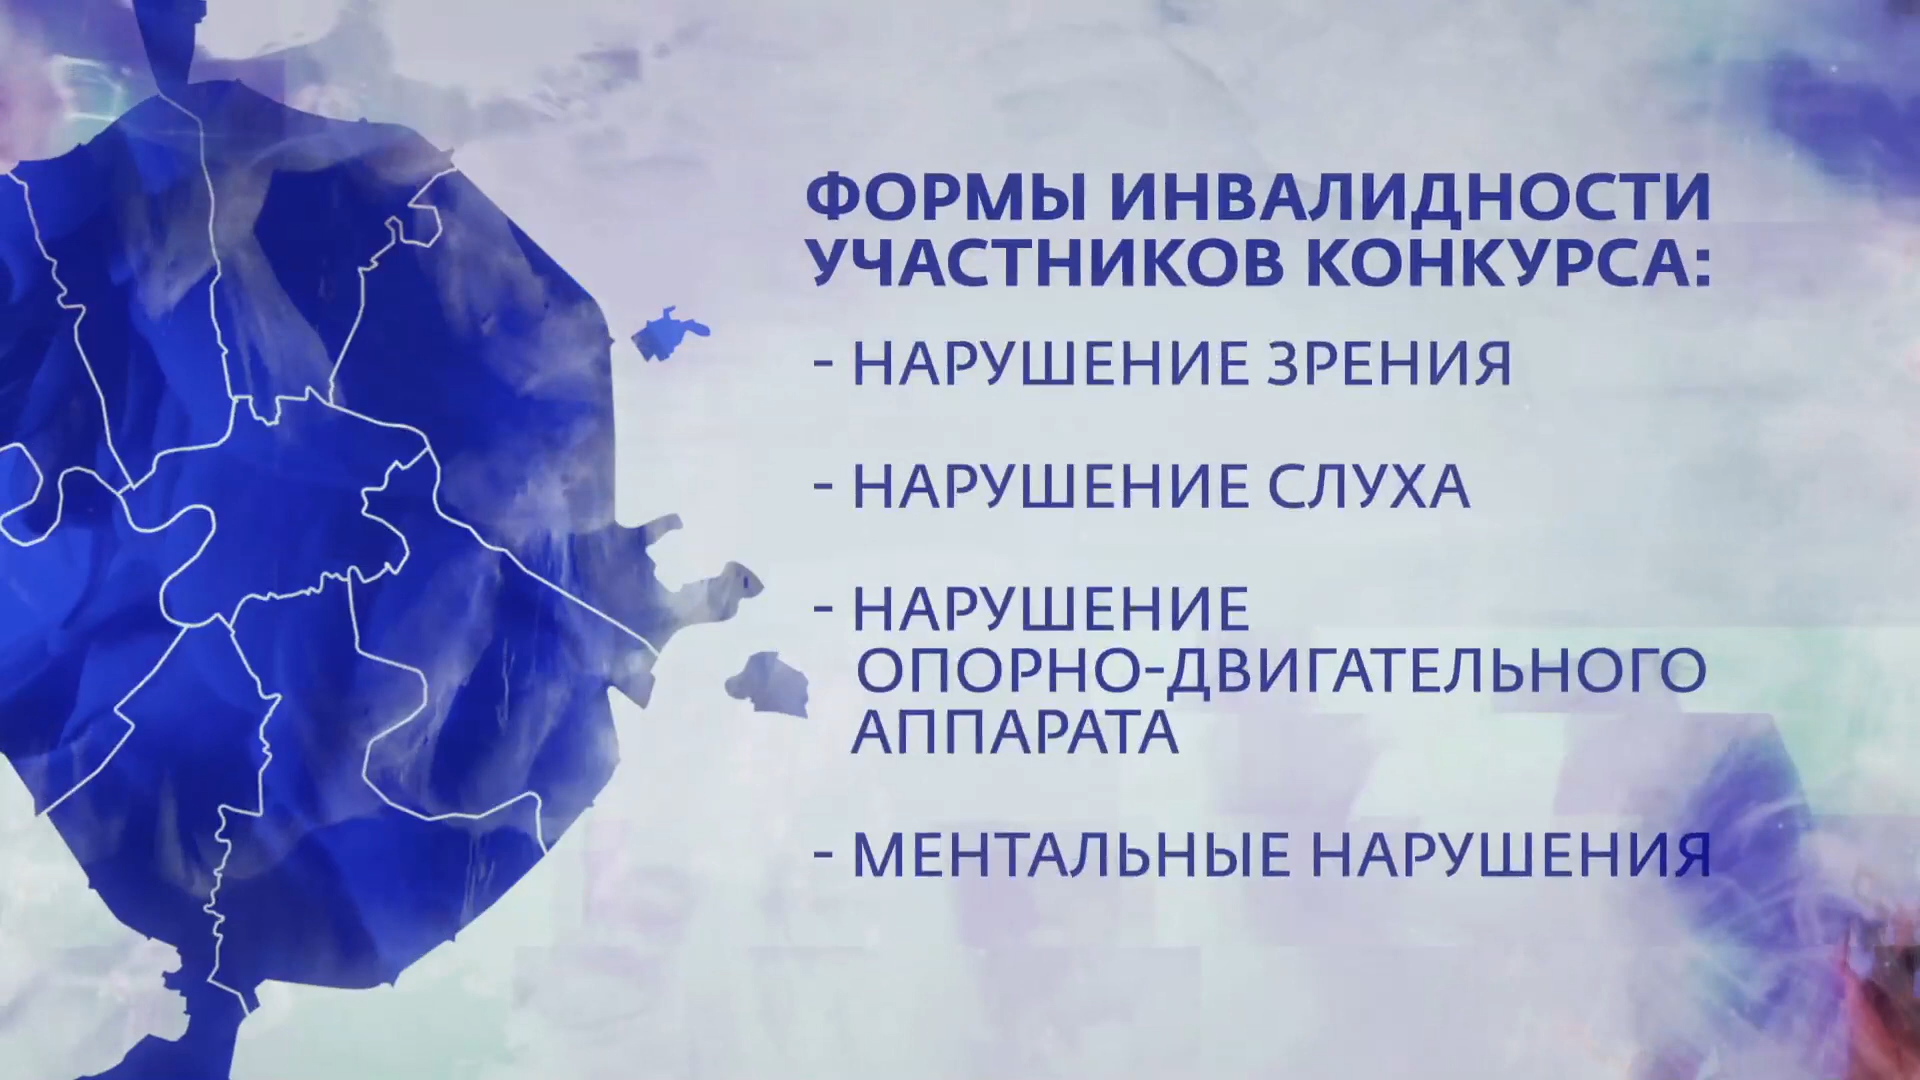 ФОРМЫ ИНВАЛИДНОСТИ
УЧАСТНИКОВ КОНКУРСА:
- НАРУШЕНИЕ ЗРЕНИЯ
- НАРУШЕНИЕ СЛУХА
- НАРУШЕНИЕ
ОПОРНО-ДВИГАТЕЛЬНОГО
АППАРАТА
- МЕНТАЛЬНЫЕ НАРУШЕНИЯ